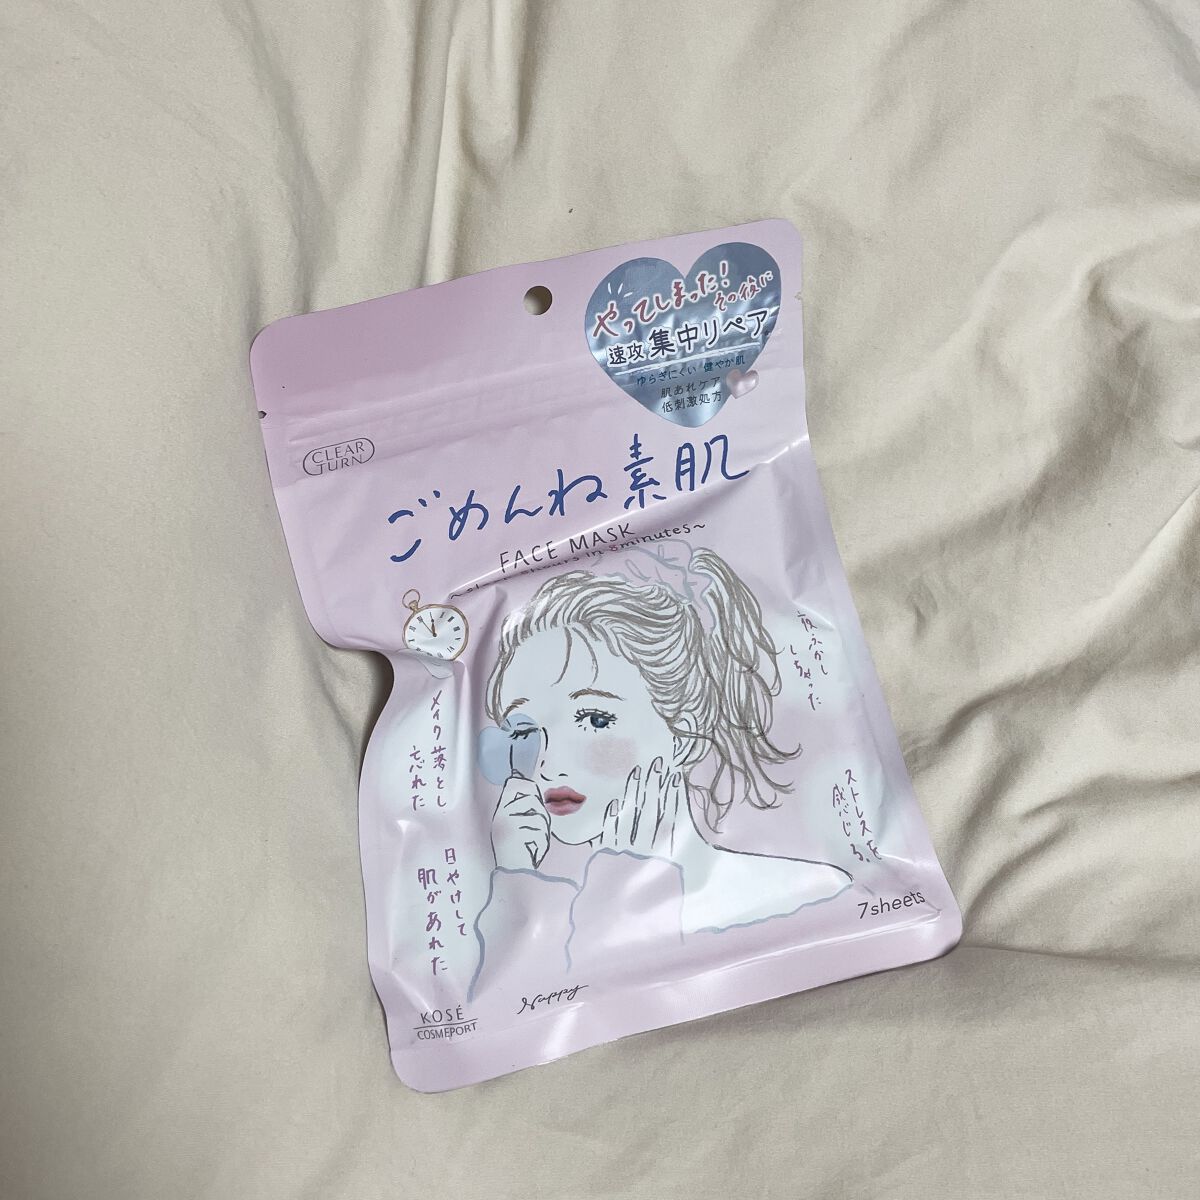 やってしまった!
その夜に
速攻 集中リペア
ゆらぎにくい 健やか肌
肌あれケア
低刺激処方
CLEAR
TURN
ごめんね素肌
FACE MASK
hours in 8minutes~
夜ふかし
しちゃった
メイク落とし
忘れた
ストレスを
感じる。
日やけして
肌があれた
7sheets
KOSÉ
COSMEPORT